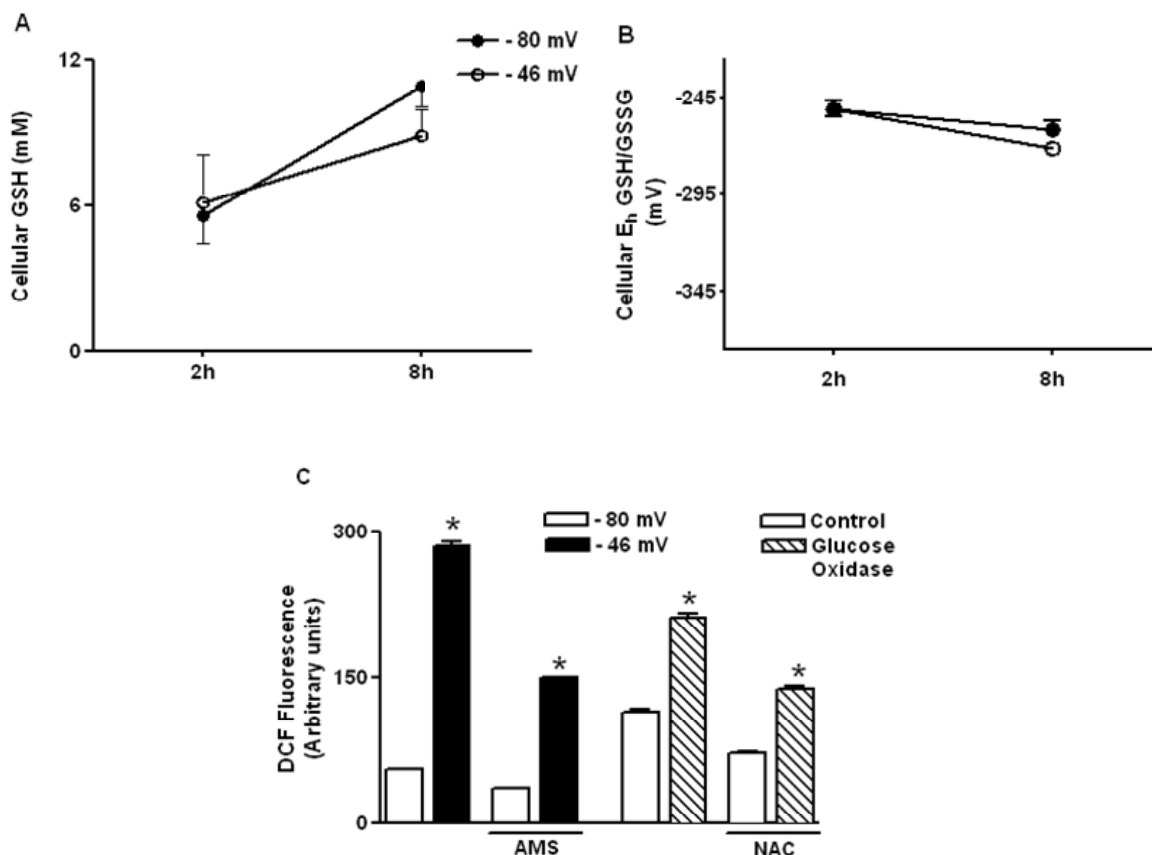 A
- 80 mV
- 46 mV
Cellular GSH (mM)
12
6
0
2h
8h
B
Cellular Eh GSH/GSSG
(mV)
-245
-295
-345
2h
8h
C
- 80 mV
- 46 mV
Control
Glucose
Oxidase
DCF Fluorescence
(Arbitrary units)
300
150
0
*
*
*
*
AMS
NAC